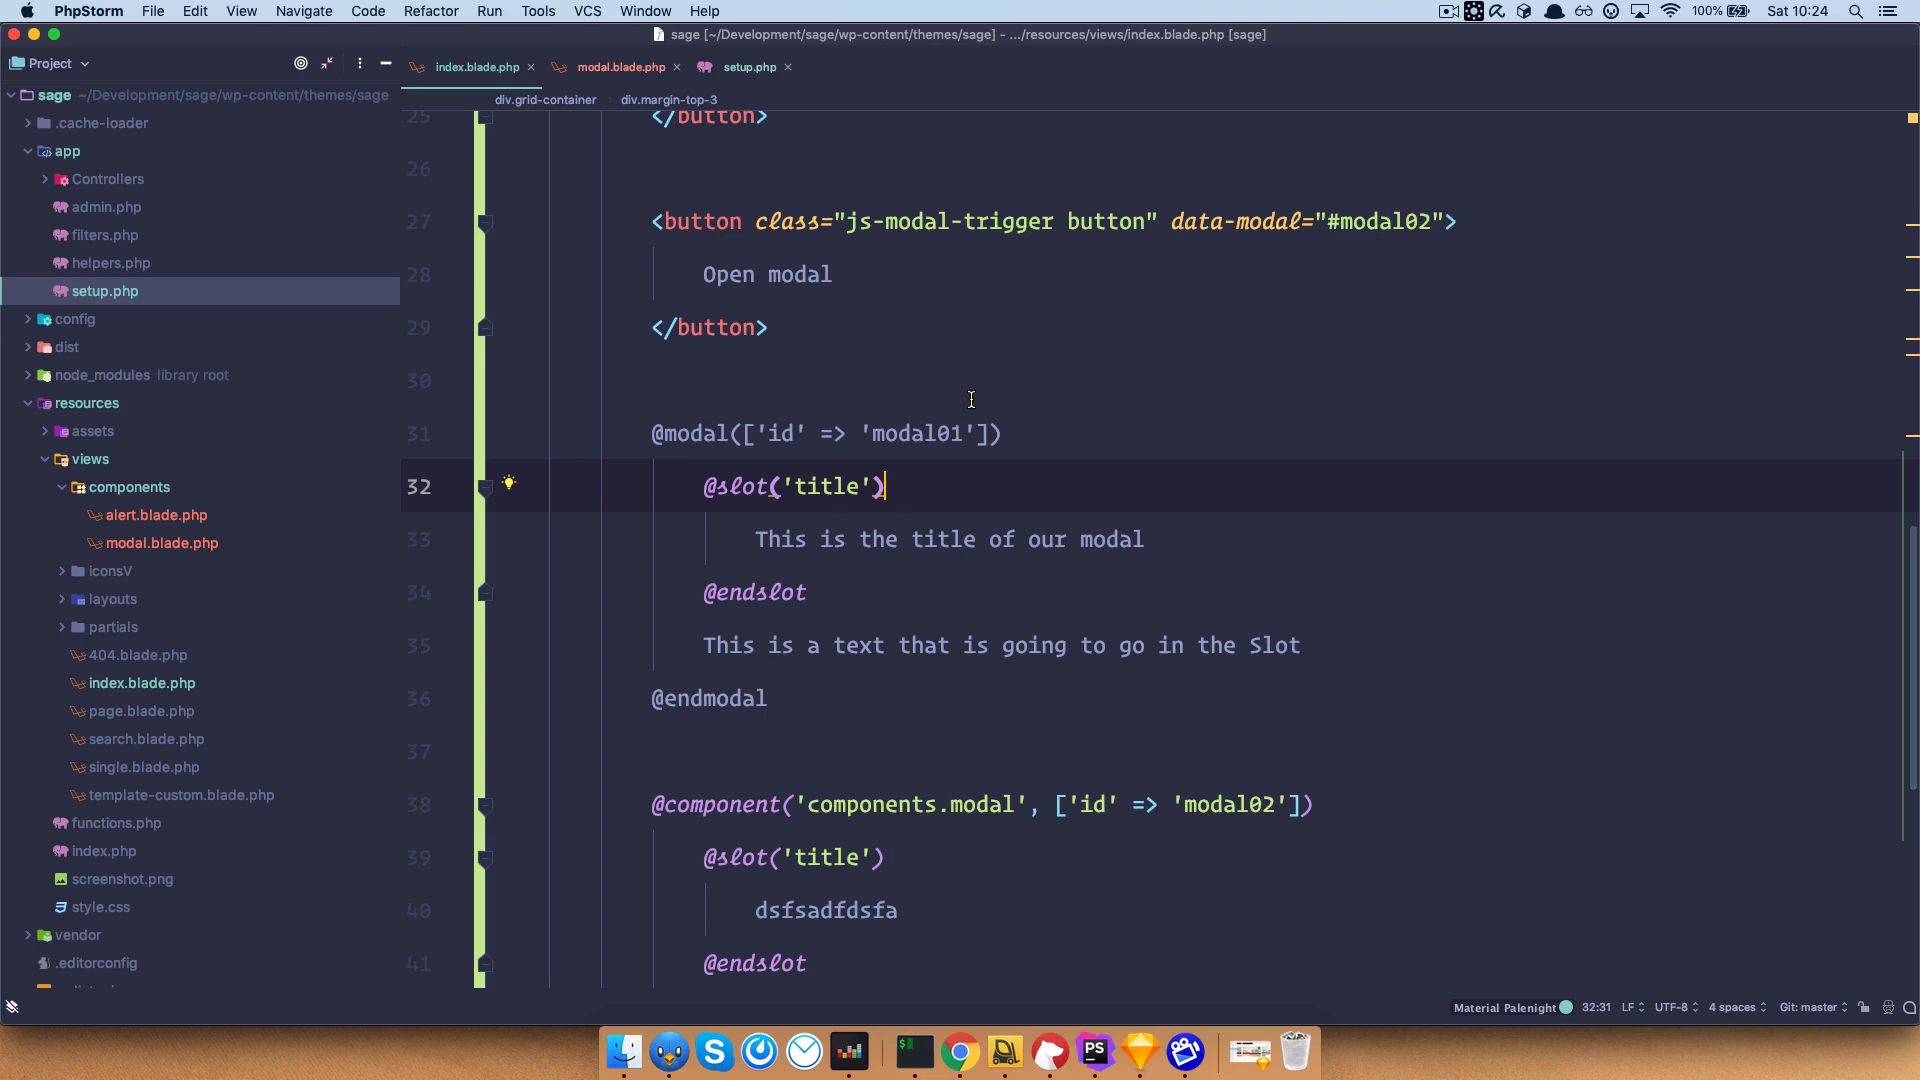 PhpStorm File Edit View Navigate Code Refactor Run Tools VCS Window Help 100% Sat 10:24
sage [~/Development/sage/wp-content/themes/sage] - .../resources/views/index.blade.php [sage]
Project
index.blade.php modal.blade.php setup.php
div.grid-container div.margin-top-3
sage ~/Development/sage/wp-content/themes/sage
.cache-loader
app
Controllers
admin.php
filters.php
helpers.php
setup.php
config
dist
node_modules library root
resources
assets
views
components
alert.blade.php
modal.blade.php
iconsV
layouts
partials
404.blade.php
index.blade.php
page.blade.php
search.blade.php
single.blade.php
template-custom.blade.php
functions.php
index.php
screenshot.png
style.css
vendor
.editorconfig
25 </button>
26
27 <button class="js-modal-trigger button" data-modal="#modal02">
28 Open modal
29 </button>
30
31 @modal(['id' => 'modal01'])
32 @slot('title')
33 This is the title of our modal
34 @endslot
35 This is a text that is going to go in the Slot
36 @endmodal
37
38 @component('components.modal', ['id' => 'modal02'])
39 @slot('title')
40 dsfsadfdsfa
41 @endslot
Material Palenight 32:31 LF UTF-8 4 spaces Git: master
$
PS